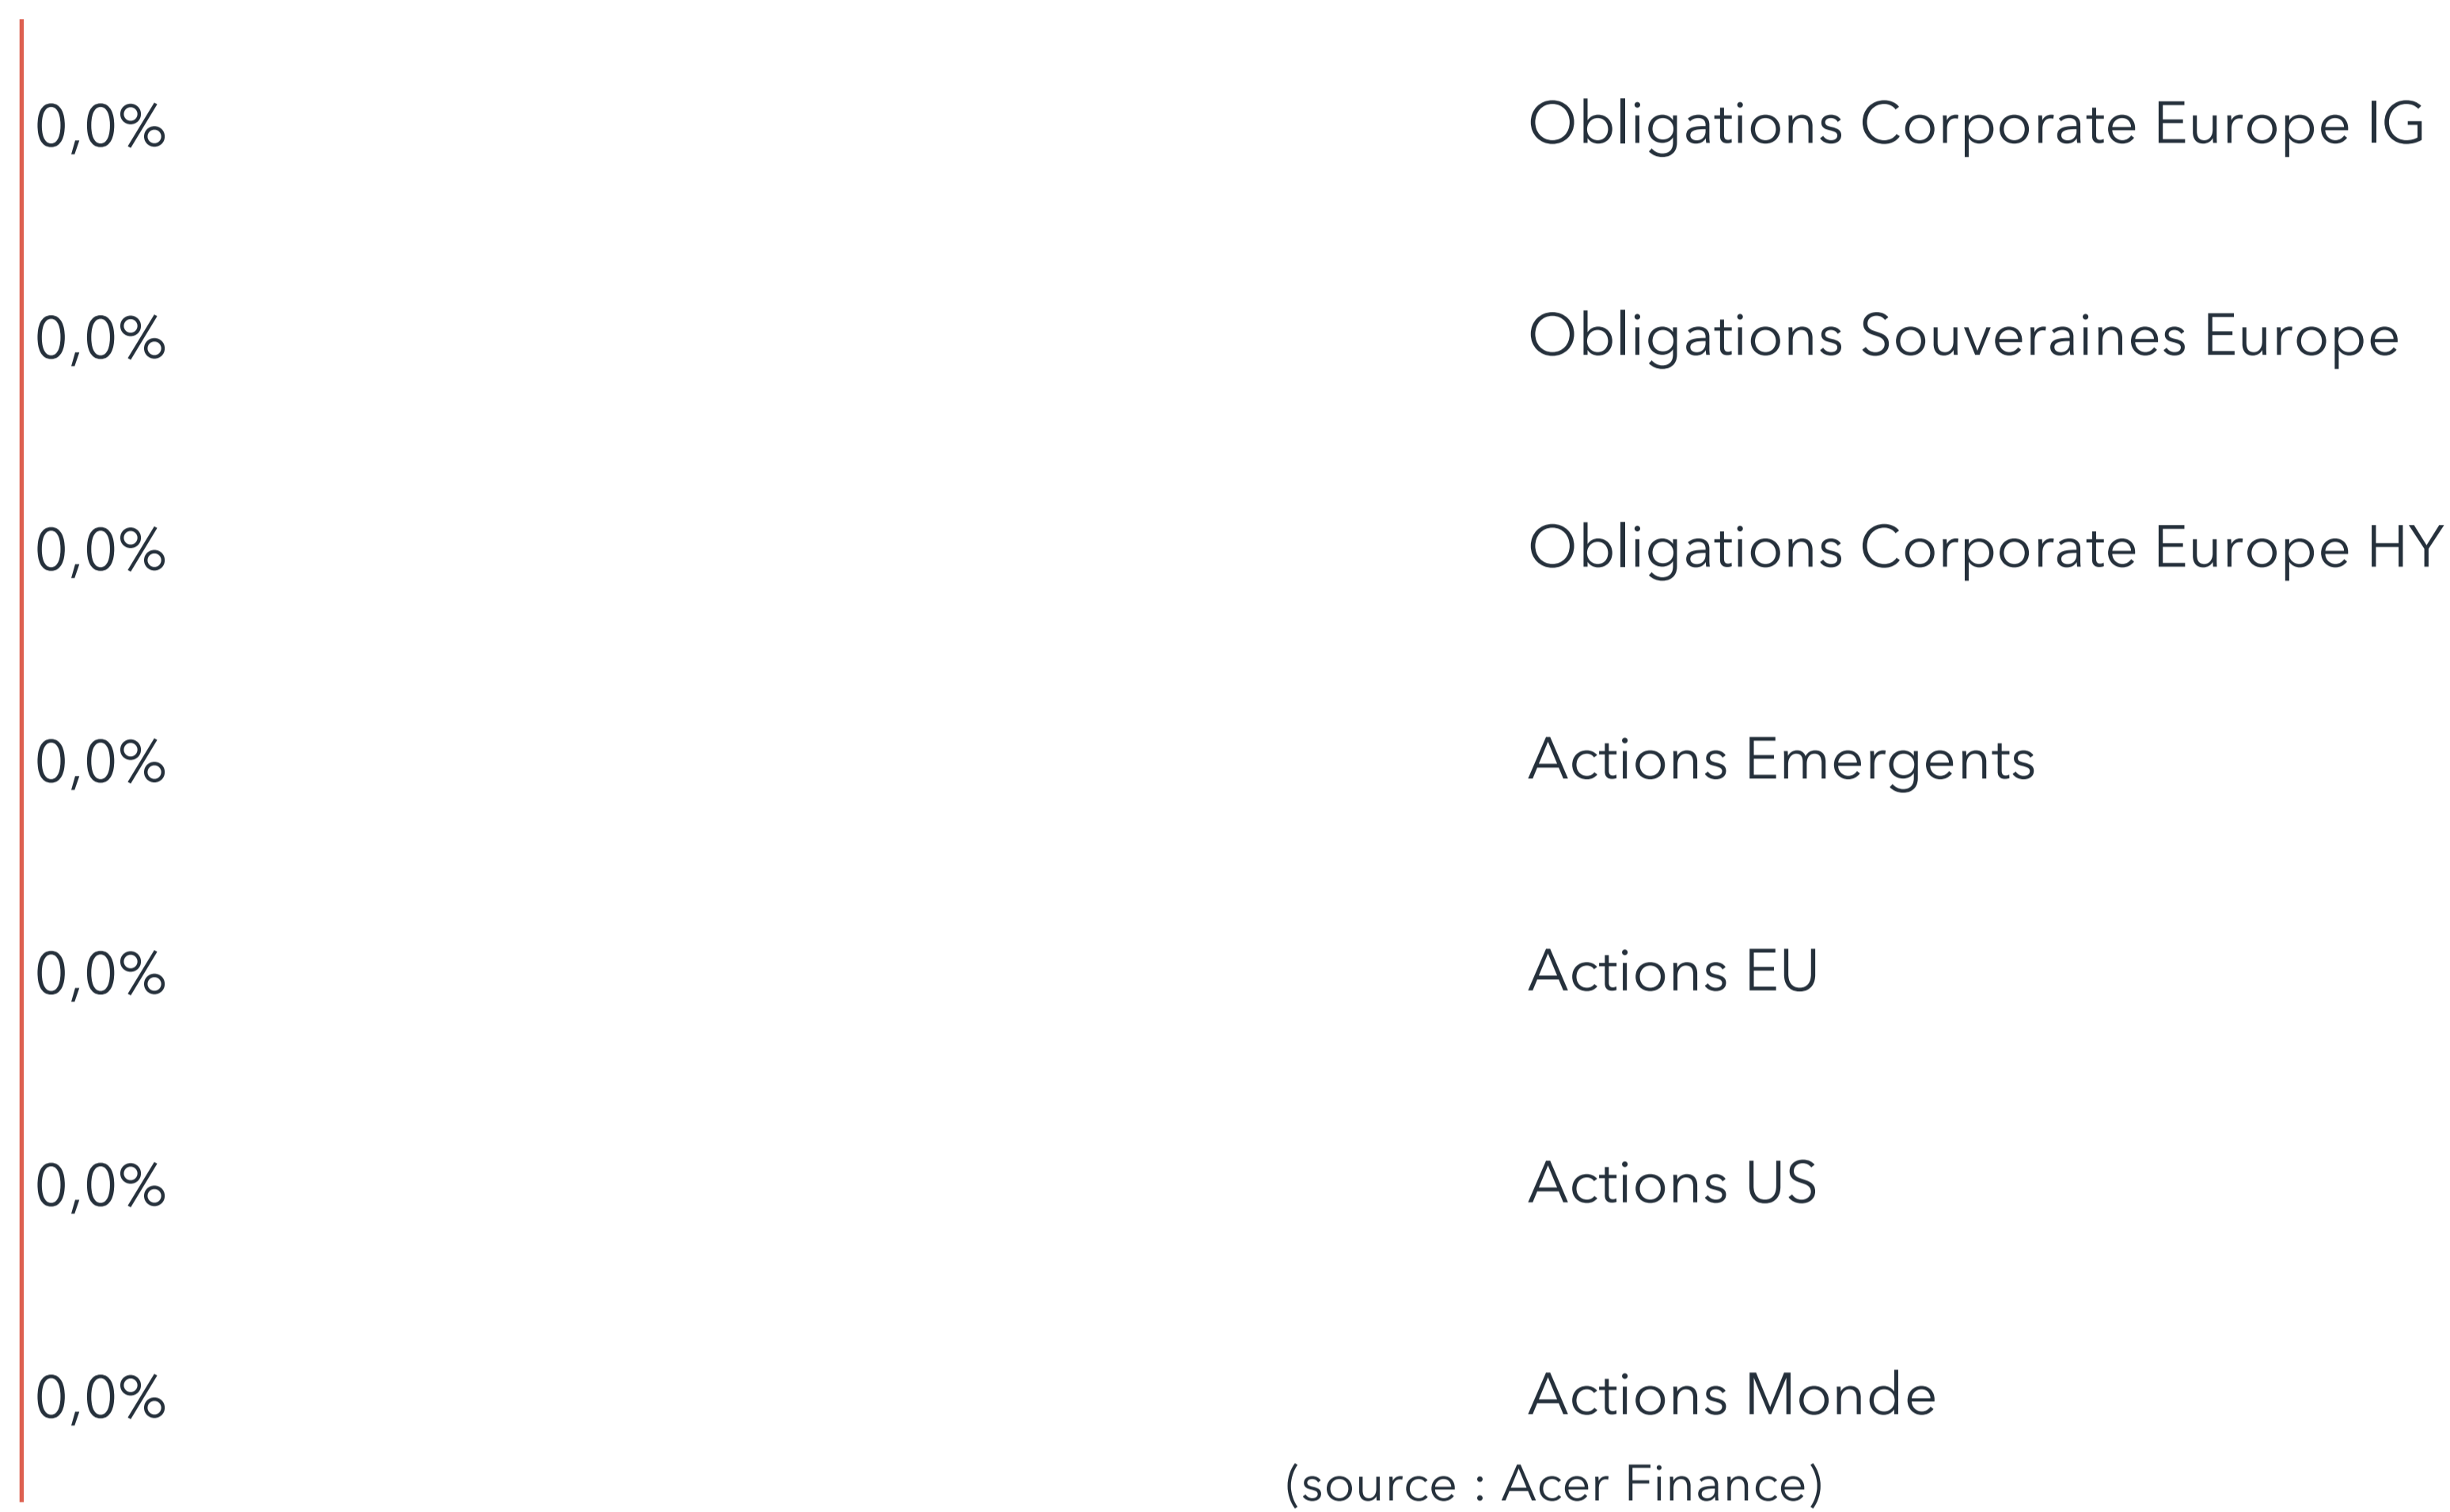 0,0% Obligations Corporate Europe IG
0,0% Obligations Souveraines Europe
0,0% Obligations Corporate Europe HY
0,0% Actions Emergents
0,0% Actions EU
0,0% Actions US
0,0% Actions Monde
(source : Acer Finance)